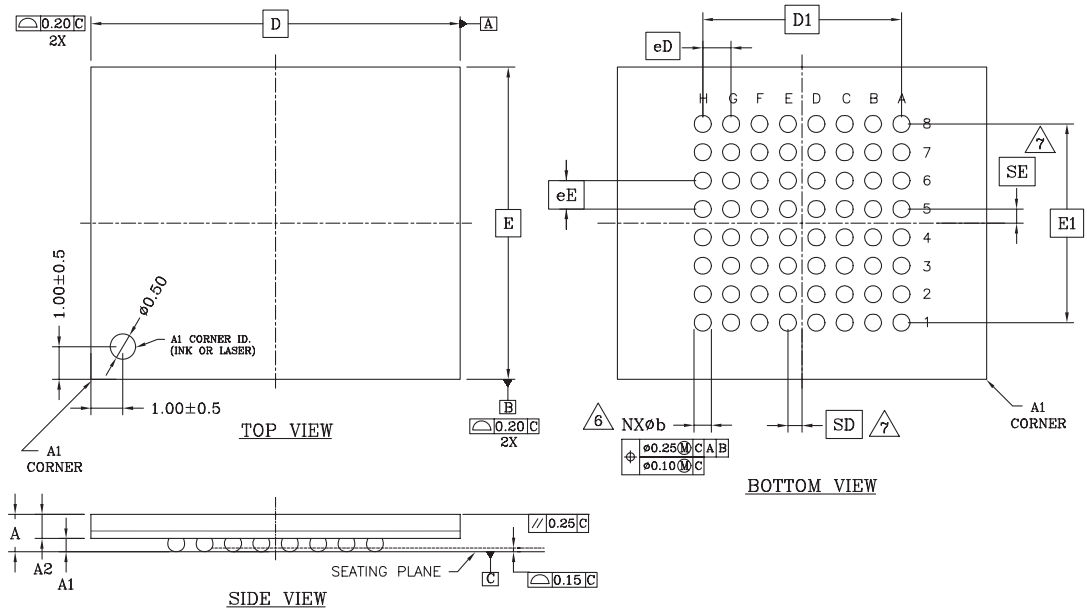 ⌓ 0.20 C
2X
D
A
1.00±0.5
ø0.50
A1 CORNER ID.
(INK OR LASER)
E
1.00±0.5
B
⌓ 0.20 C
2X
A1
CORNER
TOP VIEW
D1
eD
H G F E D C B A
8
7
6
5
4
3
2
1
7
SE
eE
E1
6 NXøb
SD 7
⌖ ø0.25Ⓜ C A B
ø0.10Ⓜ C
A1
CORNER
BOTTOM VIEW
A
A2
A1
// 0.25 C
SEATING PLANE
C
⌓ 0.15 C
SIDE VIEW